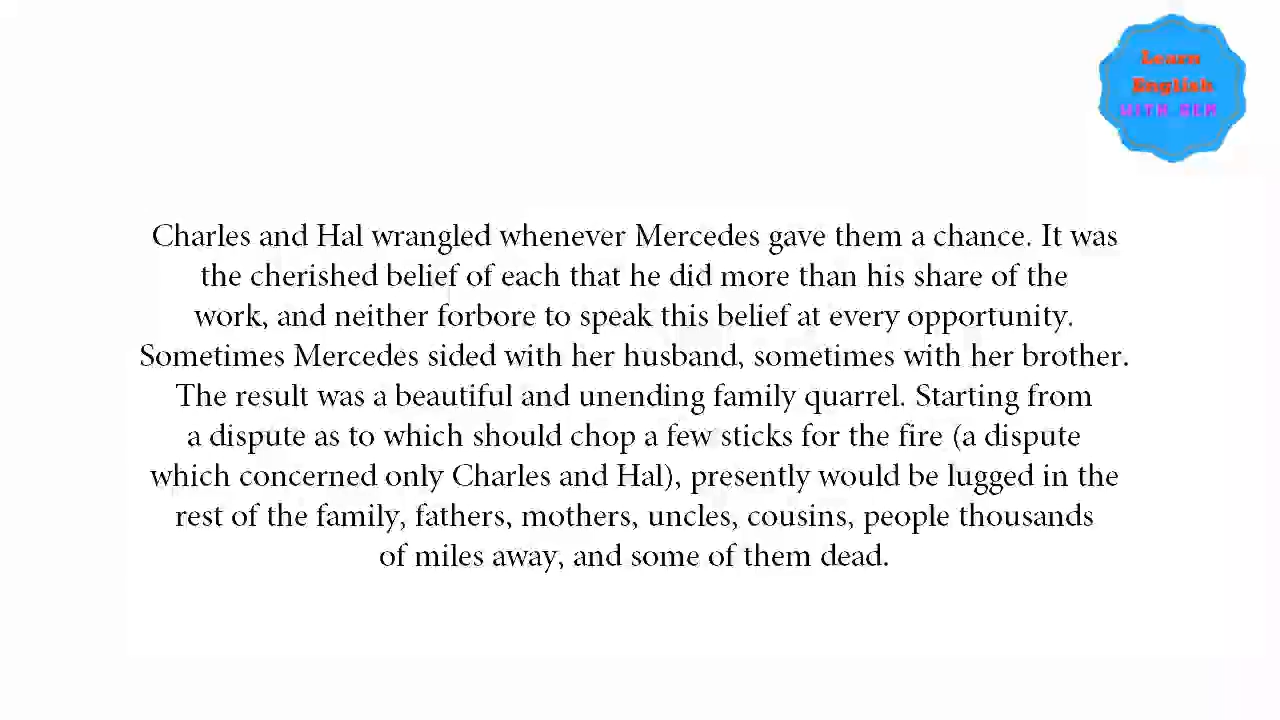 Learn
English
WITH GEM
Charles and Hal wrangled whenever Mercedes gave them a chance. It was
the cherished belief of each that he did more than his share of the
work, and neither forbore to speak this belief at every opportunity.
Sometimes Mercedes sided with her husband, sometimes with her brother.
The result was a beautiful and unending family quarrel. Starting from
a dispute as to which should chop a few sticks for the fire (a dispute
which concerned only Charles and Hal), presently would be lugged in the
rest of the family, fathers, mothers, uncles, cousins, people thousands
of miles away, and some of them dead.